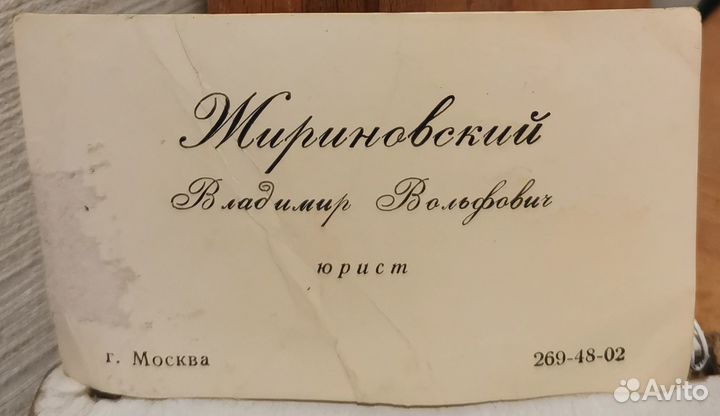 Жириновский
Владимир Вольфович
юрист
г. Москва 269-48-02
Avito